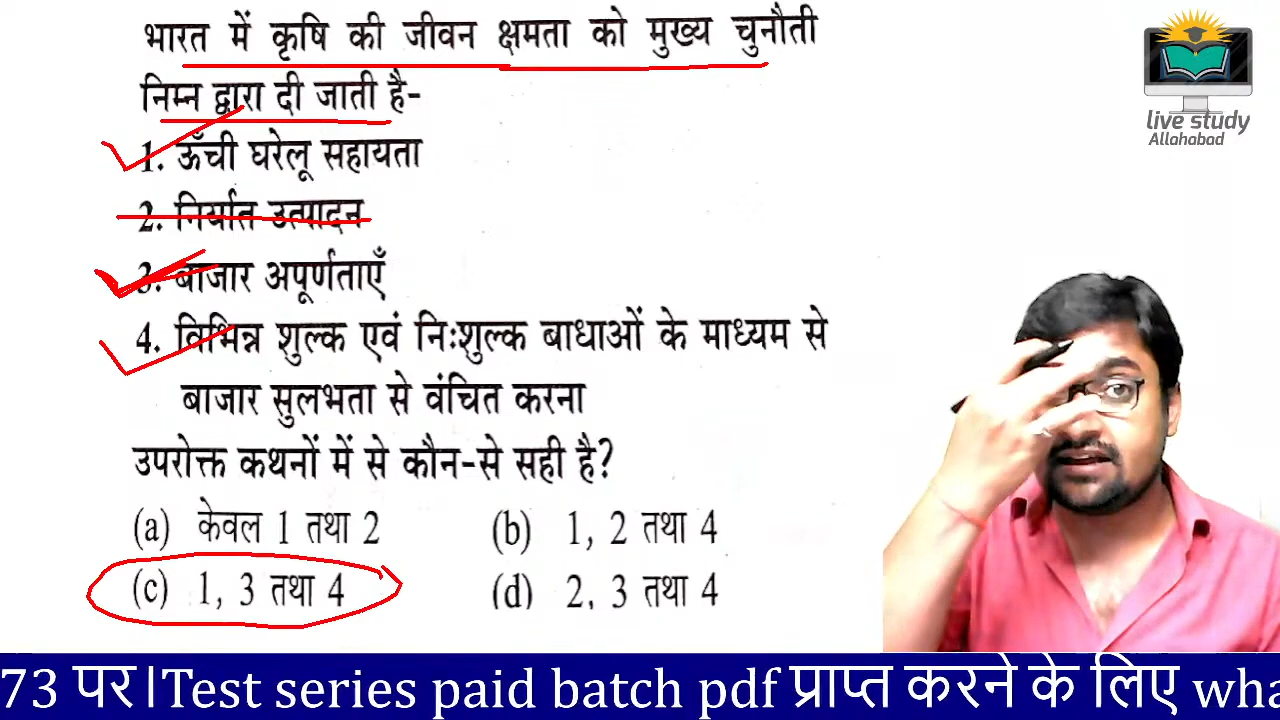 भारत में कृषि की जीवन क्षमता को मुख्य चुनौती
निम्न द्वारा दी जाती है-
1. ऊँची घरेलू सहायता
2. निर्यात उत्पादन
3. बाजार अपूर्णताएँ
4. विभिन्न शुल्क एवं निःशुल्क बाधाओं के माध्यम से
बाजार सुलभता से वंचित करना
उपरोक्त कथनों में से कौन-से सही है?
(a) केवल 1 तथा 2
(b) 1, 2 तथा 4
(c) 1, 3 तथा 4
(d) 2, 3 तथा 4
live study
Allahabad
73 पर।Test series paid batch pdf प्राप्त करने के लिए wha